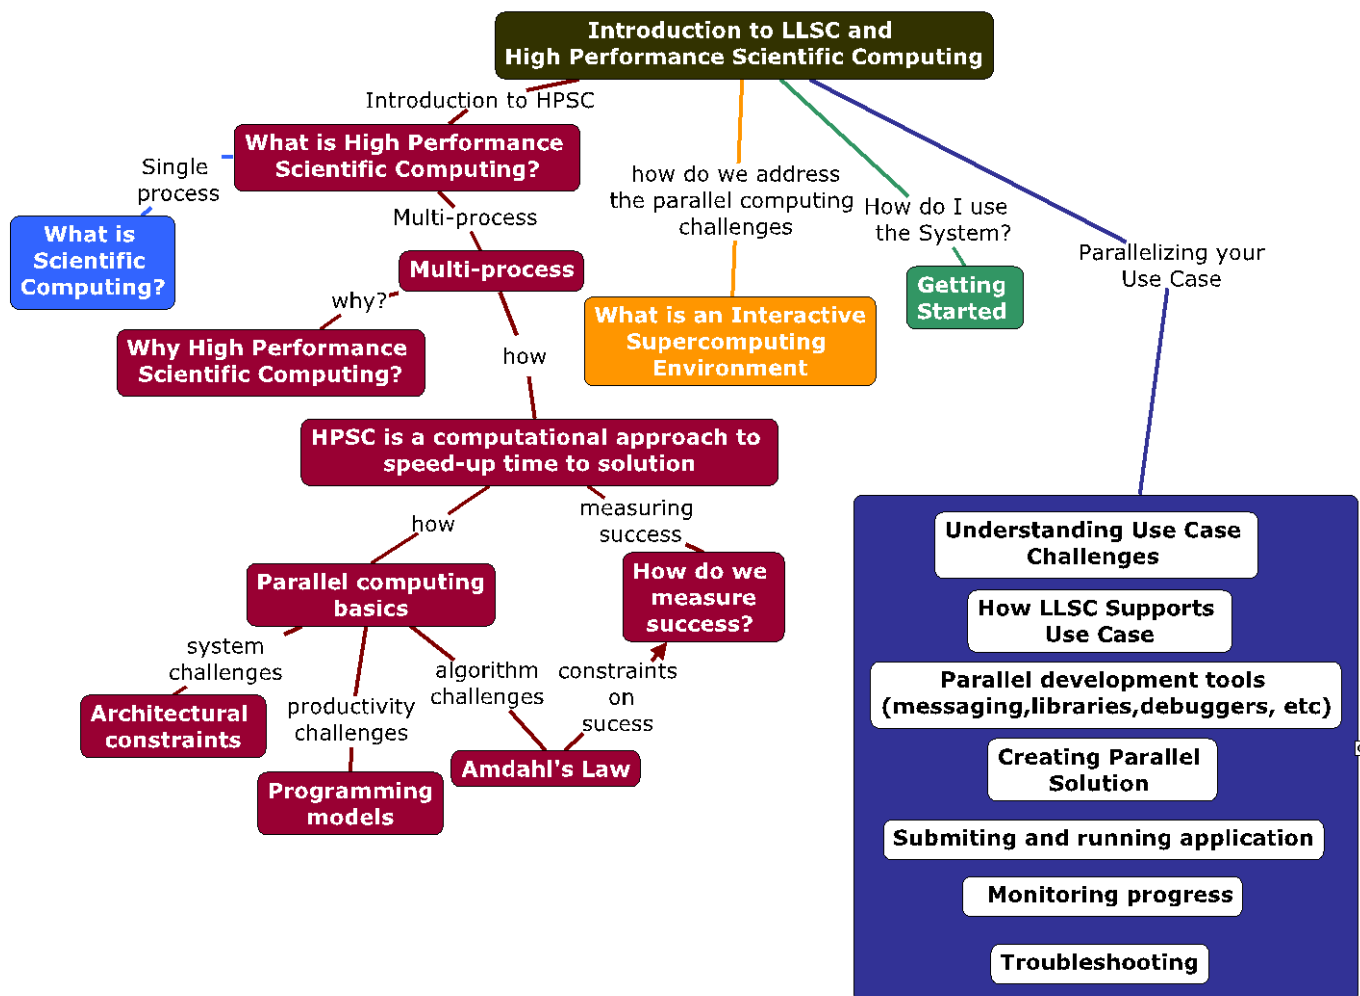 Introduction to LLSC and
High Performance Scientific Computing
Introduction to HPSC
What is High Performance
Scientific Computing?
Single
process
What is
Scientific
Computing?
Multi-process
Multi-process
why?
Why High Performance
Scientific Computing?
how
HPSC is a computational approach to
speed-up time to solution
how
Parallel computing
basics
system
challenges
Architectural
constraints
productivity
challenges
Programming
models
algorithm
challenges
Amdahl's Law
constraints
on
sucess
measuring
success
How do we
measure
success?
how do we address
the parallel computing
challenges
What is an Interactive
Supercomputing
Environment
How do I use
the System?
Getting
Started
Parallelizing your
Use Case
Understanding Use Case
Challenges
How LLSC Supports
Use Case
Parallel development tools
(messaging,libraries,debuggers, etc)
Creating Parallel
Solution
Submiting and running application
Monitoring progress
Troubleshooting